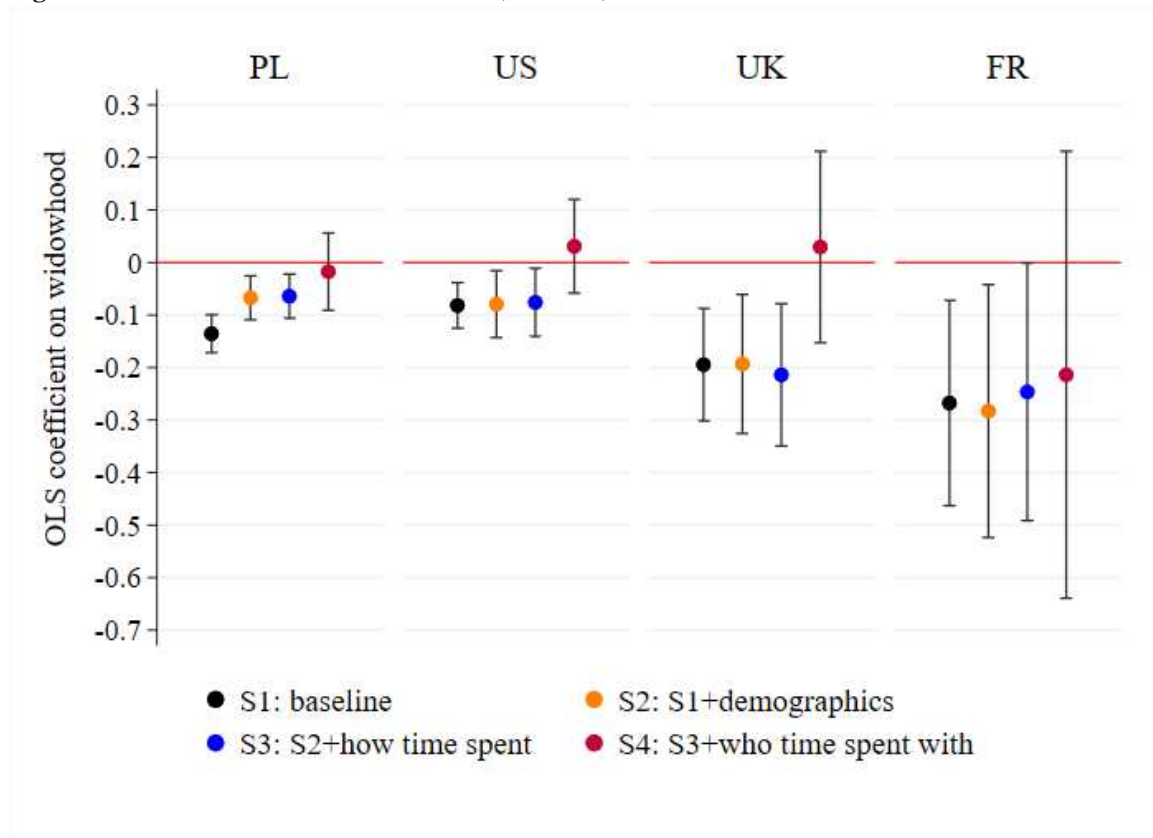 PL US UK FR
OLS coefficient on widowhood
0.3
0.2
0.1
0
-0.1
-0.2
-0.3
-0.4
-0.5
-0.6
-0.7
S1: baseline
S2: S1+demographics
S3: S2+how time spent
S4: S3+who time spent with